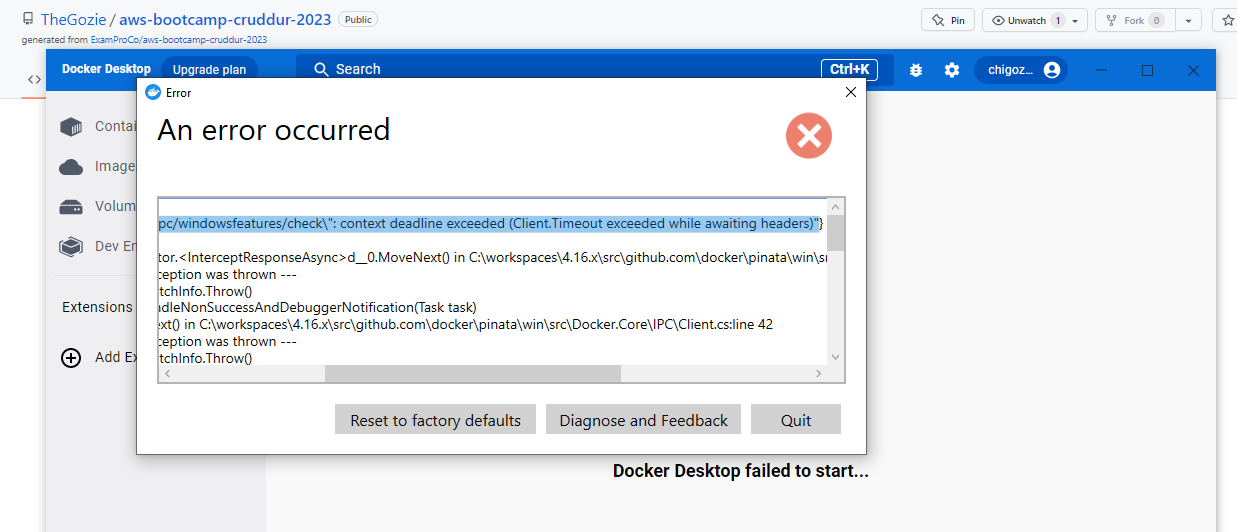 TheGozie / aws-bootcamp-cruddur-2023 Public
Pin
Unwatch 1
Fork 0
generated from ExamProCo/aws-bootcamp-cruddur-2023
<>
Docker Desktop
Upgrade plan
Search
Ctrl+K
chigoz...
Error
An error occurred
Contai
Image
Volum
Dev En
Extensions
Add Ex
pc/windowsfeatures/check\": context deadline exceeded (Client.Timeout exceeded while awaiting headers)"}
tor.<InterceptResponseAsync>d__0.MoveNext() in C:\workspaces\4.16.x\src\github.com\docker\pinata\win\sr
ception was thrown ---
tchInfo.Throw()
ndleNonSuccessAndDebuggerNotification(Task task)
ext() in C:\workspaces\4.16.x\src\github.com\docker\pinata\win\src\Docker.Core\IPC\Client.cs:line 42
ception was thrown ---
tchInfo.Throw()
Reset to factory defaults
Diagnose and Feedback
Quit
Docker Desktop failed to start...